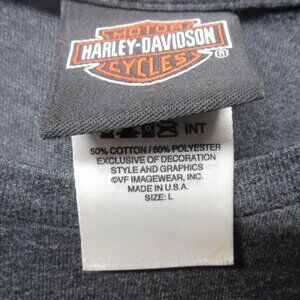 MOTOR
HARLEY-DAVIDSON
CYCLES ®
INT
50% COTTON / 50% POLYESTER
EXCLUSIVE OF DECORATION
STYLE AND GRAPHICS
©VF IMAGEWEAR, INC.
MADE IN U.S.A.
SIZE: L